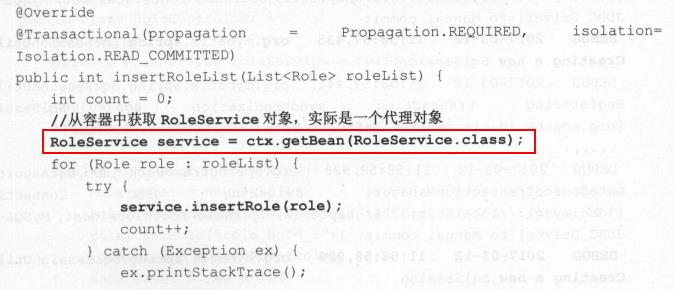 @Override
@Transactional(propagation = Propagation.REQUIRED, isolation=
Isolation.READ_COMMITTED)
public int insertRoleList(List<Role> roleList) {
int count = 0;
//从容器中获取 RoleService 对象，实际是一个代理对象
RoleService service = ctx.getBean(RoleService.class);
for (Role role : roleList) {
try {
service.insertRole(role);
count++;
} catch (Exception ex) {
ex.printStackTrace();